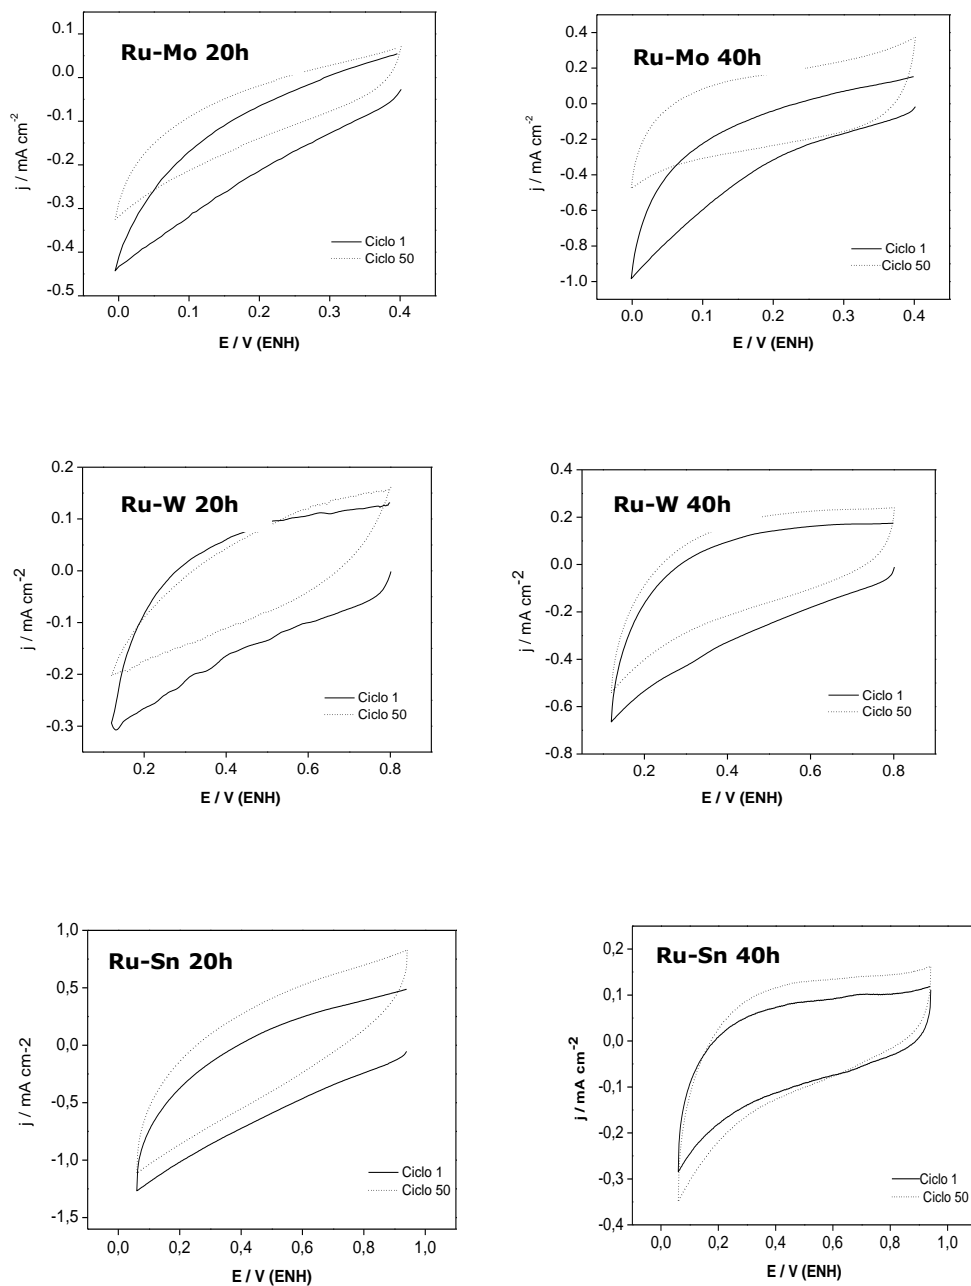 Ru-Mo 20h
0.1
0.0
-0.1
-0.2
-0.3
-0.4
-0.5
j / mA cm-2
Ciclo 1
Ciclo 50
0.0 0.1 0.2 0.3 0.4
E / V (ENH)
Ru-Mo 40h
0.4
0.2
0.0
-0.2
-0.4
-0.6
-0.8
-1.0
j / mA cm-2
Ciclo 1
Ciclo 50
0.0 0.1 0.2 0.3 0.4
E / V (ENH)
Ru-W 20h
0.2
0.1
0.0
-0.1
-0.2
-0.3
j / mA cm-2
Ciclo 1
Ciclo 50
0.2 0.4 0.6 0.8
E / V (ENH)
Ru-W 40h
0.4
0.2
0.0
-0.2
-0.4
-0.6
-0.8
j / mA cm-2
Ciclo 1
Ciclo 50
0.2 0.4 0.6 0.8
E / V (ENH)
Ru-Sn 20h
1,0
0,5
0,0
-0,5
-1,0
-1,5
j / mA cm-2
Ciclo 1
Ciclo 50
0,0 0,2 0,4 0,6 0,8 1,0
E / V (ENH)
Ru-Sn 40h
0,2
0,1
0,0
-0,1
-0,2
-0,3
-0,4
j / mA cm-2
Ciclo 1
Ciclo 50
0,0 0,2 0,4 0,6 0,8 1,0
E / V (ENH)